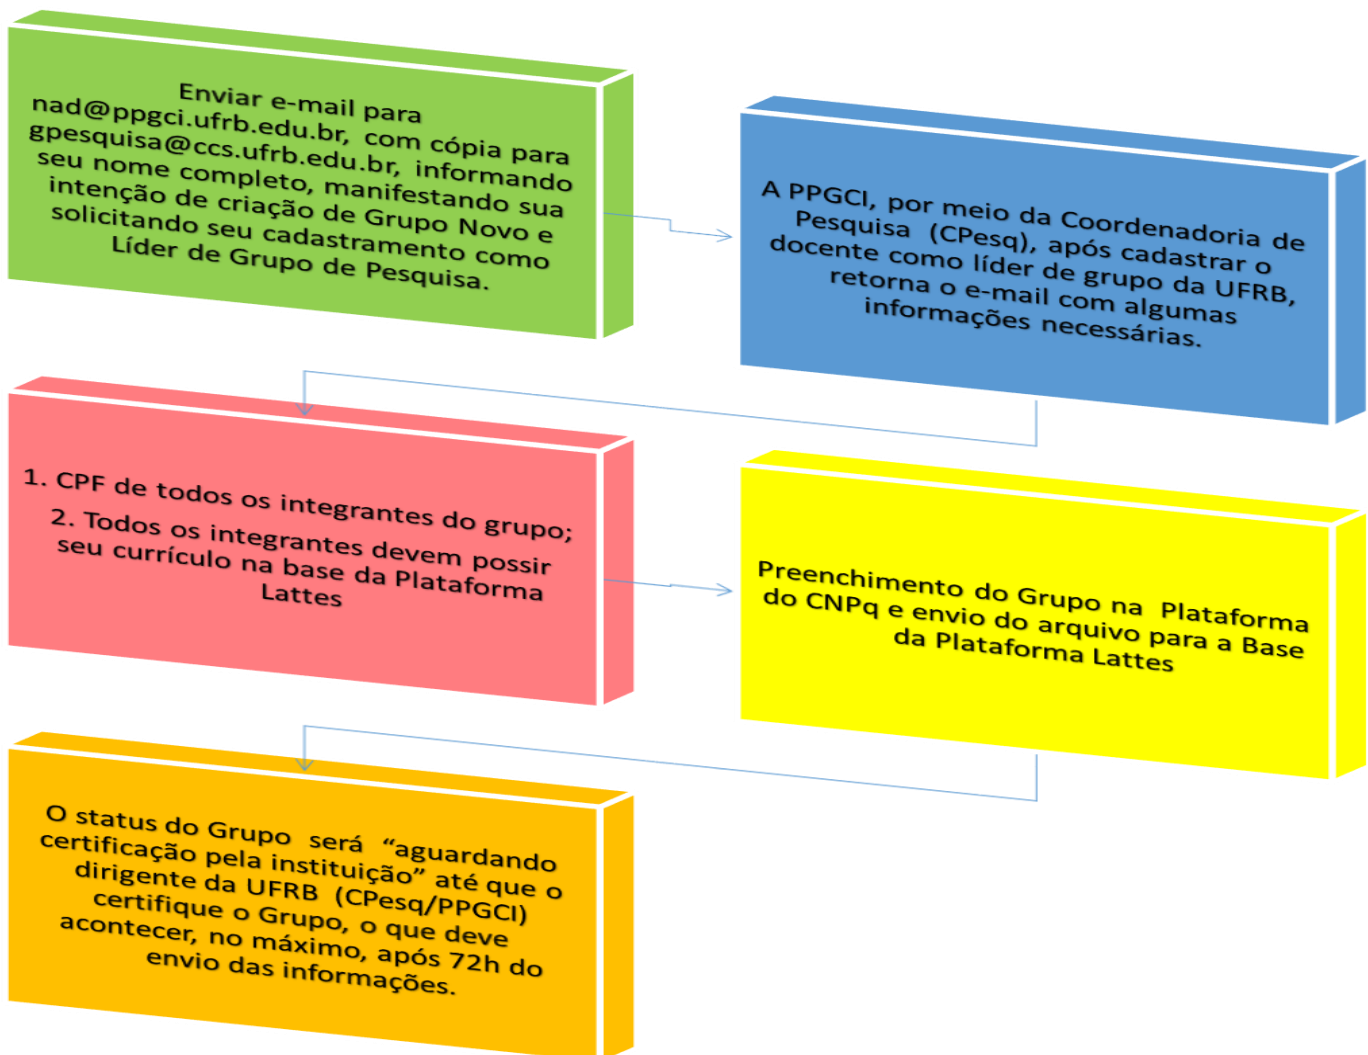 Enviar e-mail para
nad@ppgci.ufrb.edu.br, com cópia para
gpesquisa@ccs.ufrb.edu.br, informando
seu nome completo, manifestando sua
intenção de criação de Grupo Novo e
solicitando seu cadastramento como
Líder de Grupo de Pesquisa.
A PPGCI, por meio da Coordenadoria de
Pesquisa (CPesq), após cadastrar o
docente como líder de grupo da UFRB,
retorna o e-mail com algumas
informações necessárias.
1. CPF de todos os integrantes do grupo;
2. Todos os integrantes devem possir
seu currículo na base da Plataforma
Lattes
Preenchimento do Grupo na Plataforma
do CNPq e envio do arquivo para a Base
da Plataforma Lattes
O status do Grupo será “aguardando
certificação pela instituição” até que o
dirigente da UFRB (CPesq/PPGCI)
certifique o Grupo, o que deve
acontecer, no máximo, após 72h do
envio das informações.